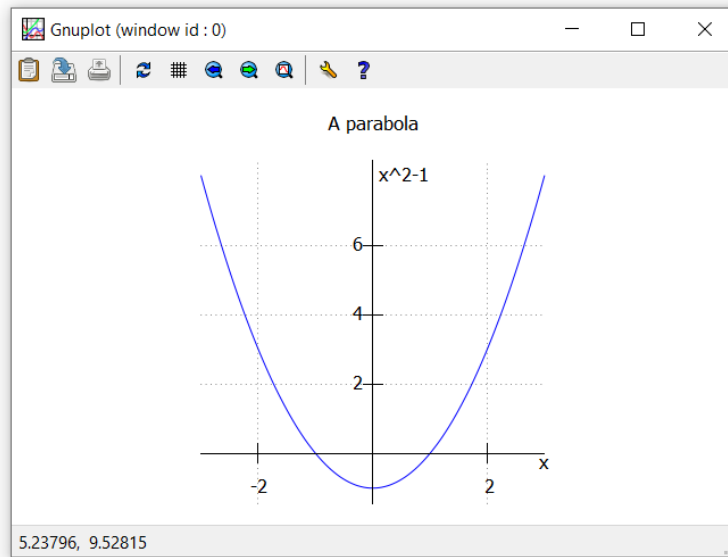 Gnuplot (window id : 0)
A parabola
x^2-1
6
4
2
x
-2
2
5.23796, 9.52815